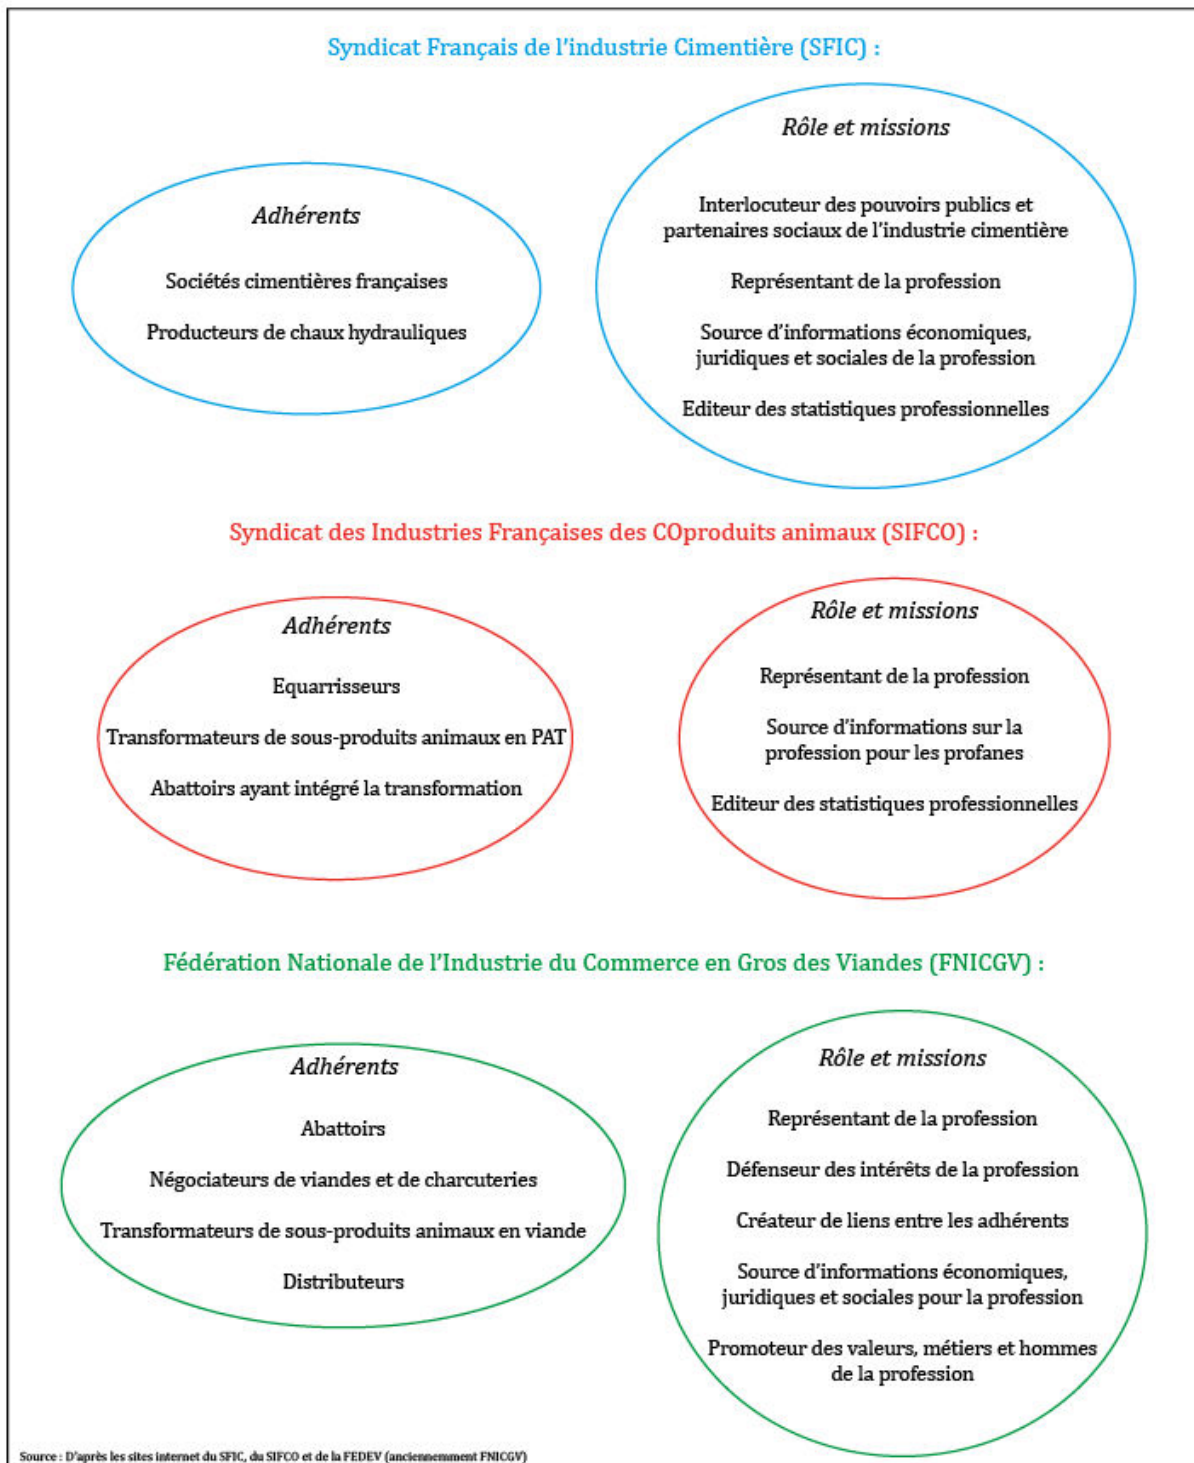 Syndicat Français de l'industrie Cimentière (SFIC) :
Adhérents
Sociétés cimentières françaises
Producteurs de chaux hydrauliques
Rôle et missions
Interlocuteur des pouvoirs publics et
partenaires sociaux de l'industrie cimentière
Représentant de la profession
Source d'informations économiques,
juridiques et sociales de la profession
Editeur des statistiques professionnelles
Syndicat des Industries Françaises des COproduits animaux (SIFCO) :
Adhérents
Equarrisseurs
Transformateurs de sous-produits animaux en PAT
Abattoirs ayant intégré la transformation
Rôle et missions
Représentant de la profession
Source d'informations sur la
profession pour les profanes
Editeur des statistiques professionnelles
Fédération Nationale de l'Industrie du Commerce en Gros des Viandes (FNICGV) :
Adhérents
Abattoirs
Négociateurs de viandes et de charcuteries
Transformateurs de sous-produits animaux en viande
Distributeurs
Rôle et missions
Représentant de la profession
Défenseur des intérêts de la profession
Créateur de liens entre les adhérents
Source d'informations économiques,
juridiques et sociales pour la profession
Promoteur des valeurs, métiers et hommes
de la profession
Source : D'après les sites internet du SFIC, du SIFCO et de la FEDEV (anciennemment FNICGV)